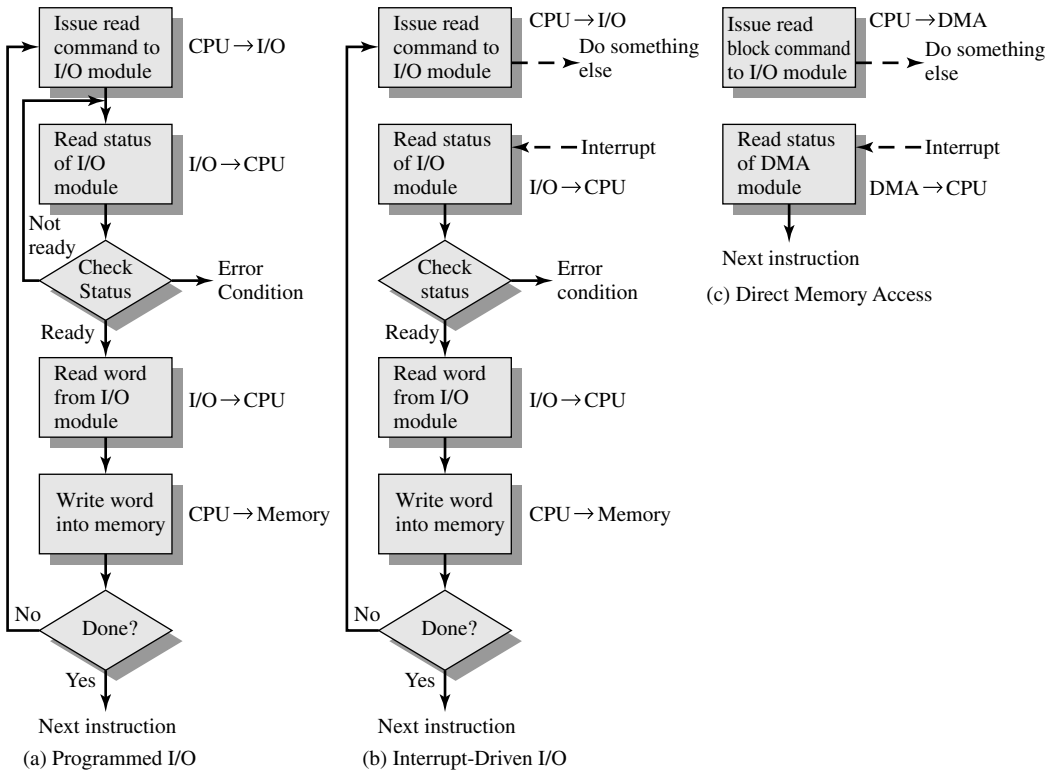 Issue read
command to
I/O module
CPU → I/O
Read status
of I/O
module
I/O → CPU
Not
ready
Check
Status
Error
Condition
Ready
Read word
from I/O
module
I/O → CPU
Write word
into memory
CPU → Memory
No
Done?
Yes
Next instruction
(a) Programmed I/O
Issue read
command to
I/O module
CPU → I/O
Do something
else
Read status
of I/O
module
Interrupt
I/O → CPU
Check
status
Error
condition
Ready
Read word
from I/O
module
I/O → CPU
Write word
into memory
CPU → Memory
No
Done?
Yes
Next instruction
(b) Interrupt-Driven I/O
Issue read
block command
to I/O module
CPU → DMA
Do something
else
Read status
of DMA
module
Interrupt
DMA → CPU
Next instruction
(c) Direct Memory Access